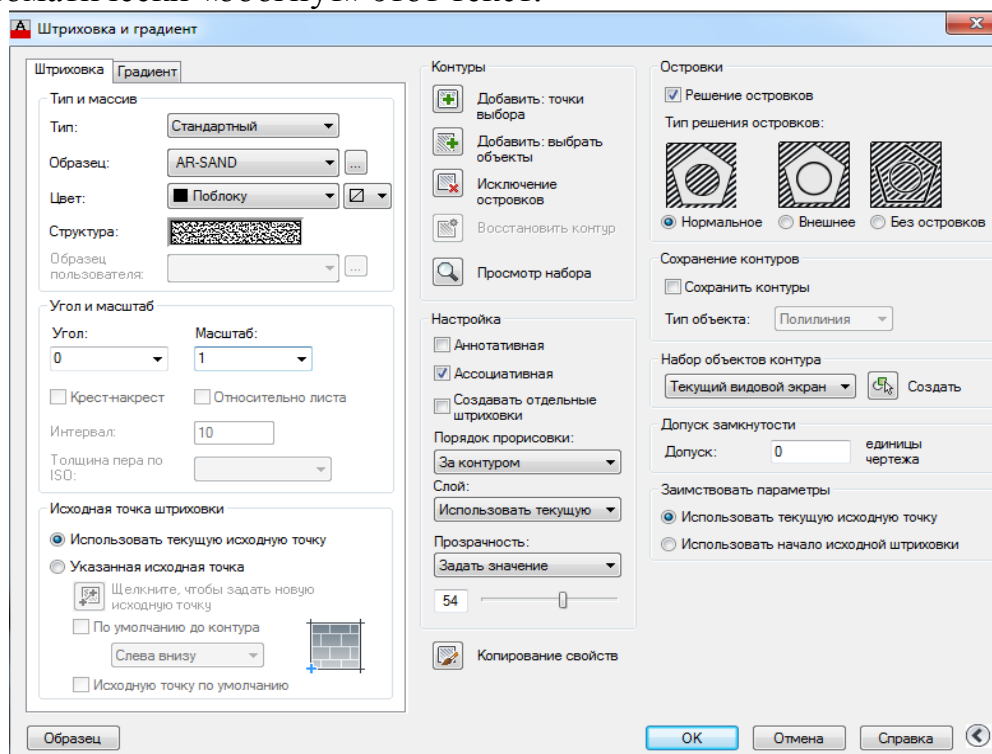 «обогнул» этот текст.
Штриховка и градиент
Штриховка Градиент
Тип и массив
Тип: Стандартный
Образец: AR-SAND ...
Цвет: Поблоку
Структура:
Образец
пользователя: ...
Угол и масштаб
Угол: Масштаб:
0 1
Крест-накрест Относительно листа
Интервал: 10
Толщина пера по
ISO:
Исходная точка штриховки
Использовать текущую исходную точку
Указанная исходная точка
Щелкните, чтобы задать новую
исходную точку
По умолчанию до контура
Слева внизу
Исходную точку по умолчанию
Образец
Контуры
Добавить: точки
выбора
Добавить: выбрать
объекты
Исключение
островков
Восстановить контур
Просмотр набора
Настройка
Аннотативная
Ассоциативная
Создавать отдельные
штриховки
Порядок прорисовки:
За контуром
Слой:
Использовать текущую
Прозрачность:
Задать значение
54
Копирование свойств
Островки
Решение островков
Тип решения островков:
Нормальное Внешнее Без островков
Сохранение контуров
Сохранить контуры
Тип объекта: Полилиния
Набор объектов контура
Текущий видовой экран Создать
Допуск замкнутости
Допуск: 0 единицы
чертежа
Заимствовать параметры
Использовать текущую исходную точку
Использовать начало исходной штриховки
OK Отмена Справка